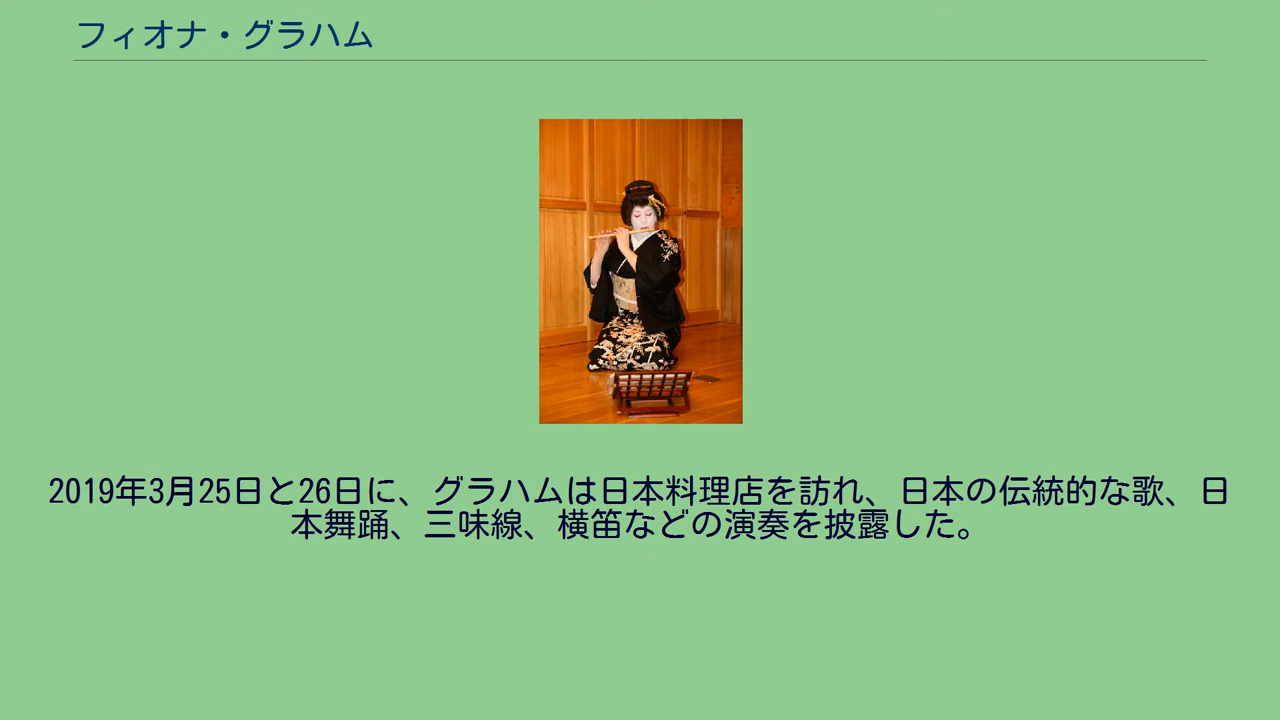 フィオナ・グラハム
2019年3月25日と26日に、グラハムは日本料理店を訪れ、日本の伝統的な歌、日
本舞踊、三味線、横笛などの演奏を披露した。